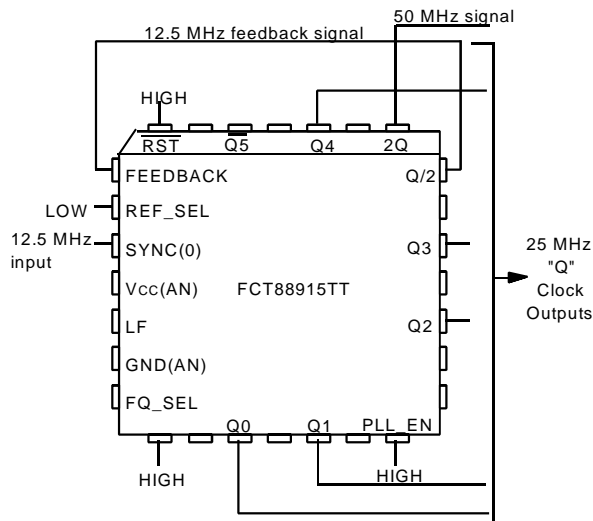 50 MHz signal
12.5 MHz feedback signal
HIGH
RST
Q5
Q4
2Q
FEEDBACK
Q/2
LOW
REF_SEL
12.5 MHz
input
SYNC(0)
Q3
25 MHz
"Q"
Clock
Outputs
VCC(AN)
FCT88915TT
LF
Q2
GND(AN)
FQ_SEL
Q0
Q1
PLL_EN
HIGH
HIGH